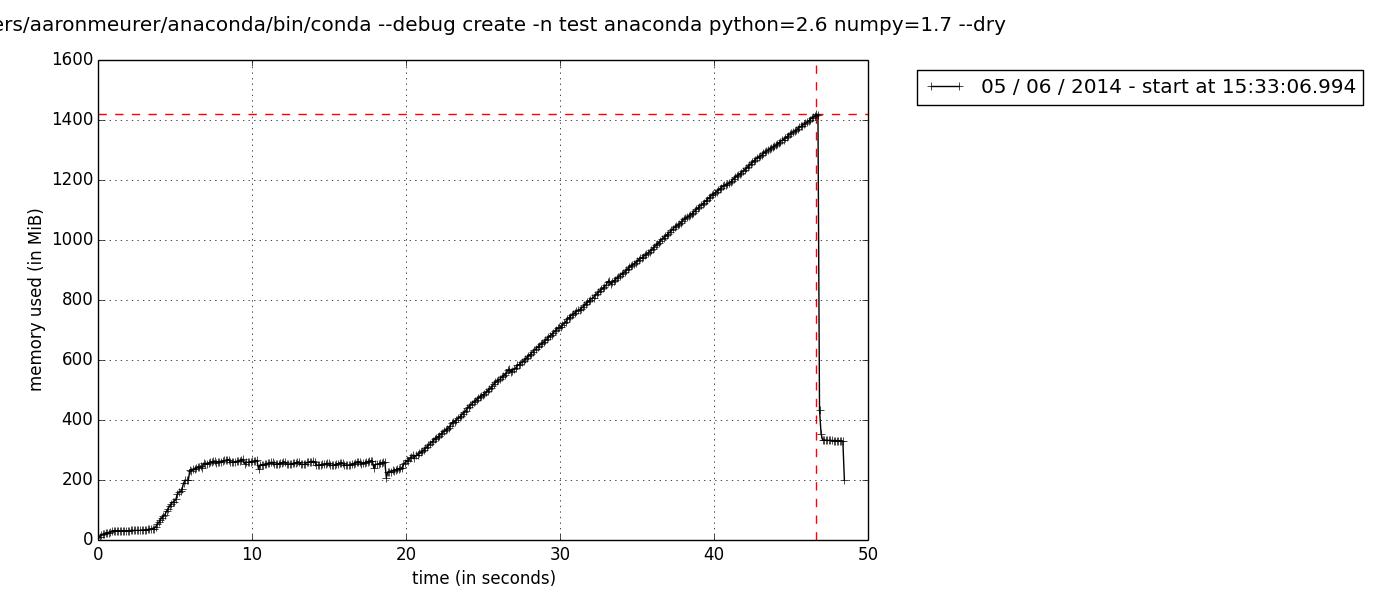 ers/aaronmeurer/anaconda/bin/conda --debug create -n test anaconda python=2.6 numpy=1.7 --dry
05 / 06 / 2014 - start at 15:33:06.994
memory used (in MiB)
1600
1400
1200
1000
800
600
400
200
0
0 10 20 30 40 50
time (in seconds)